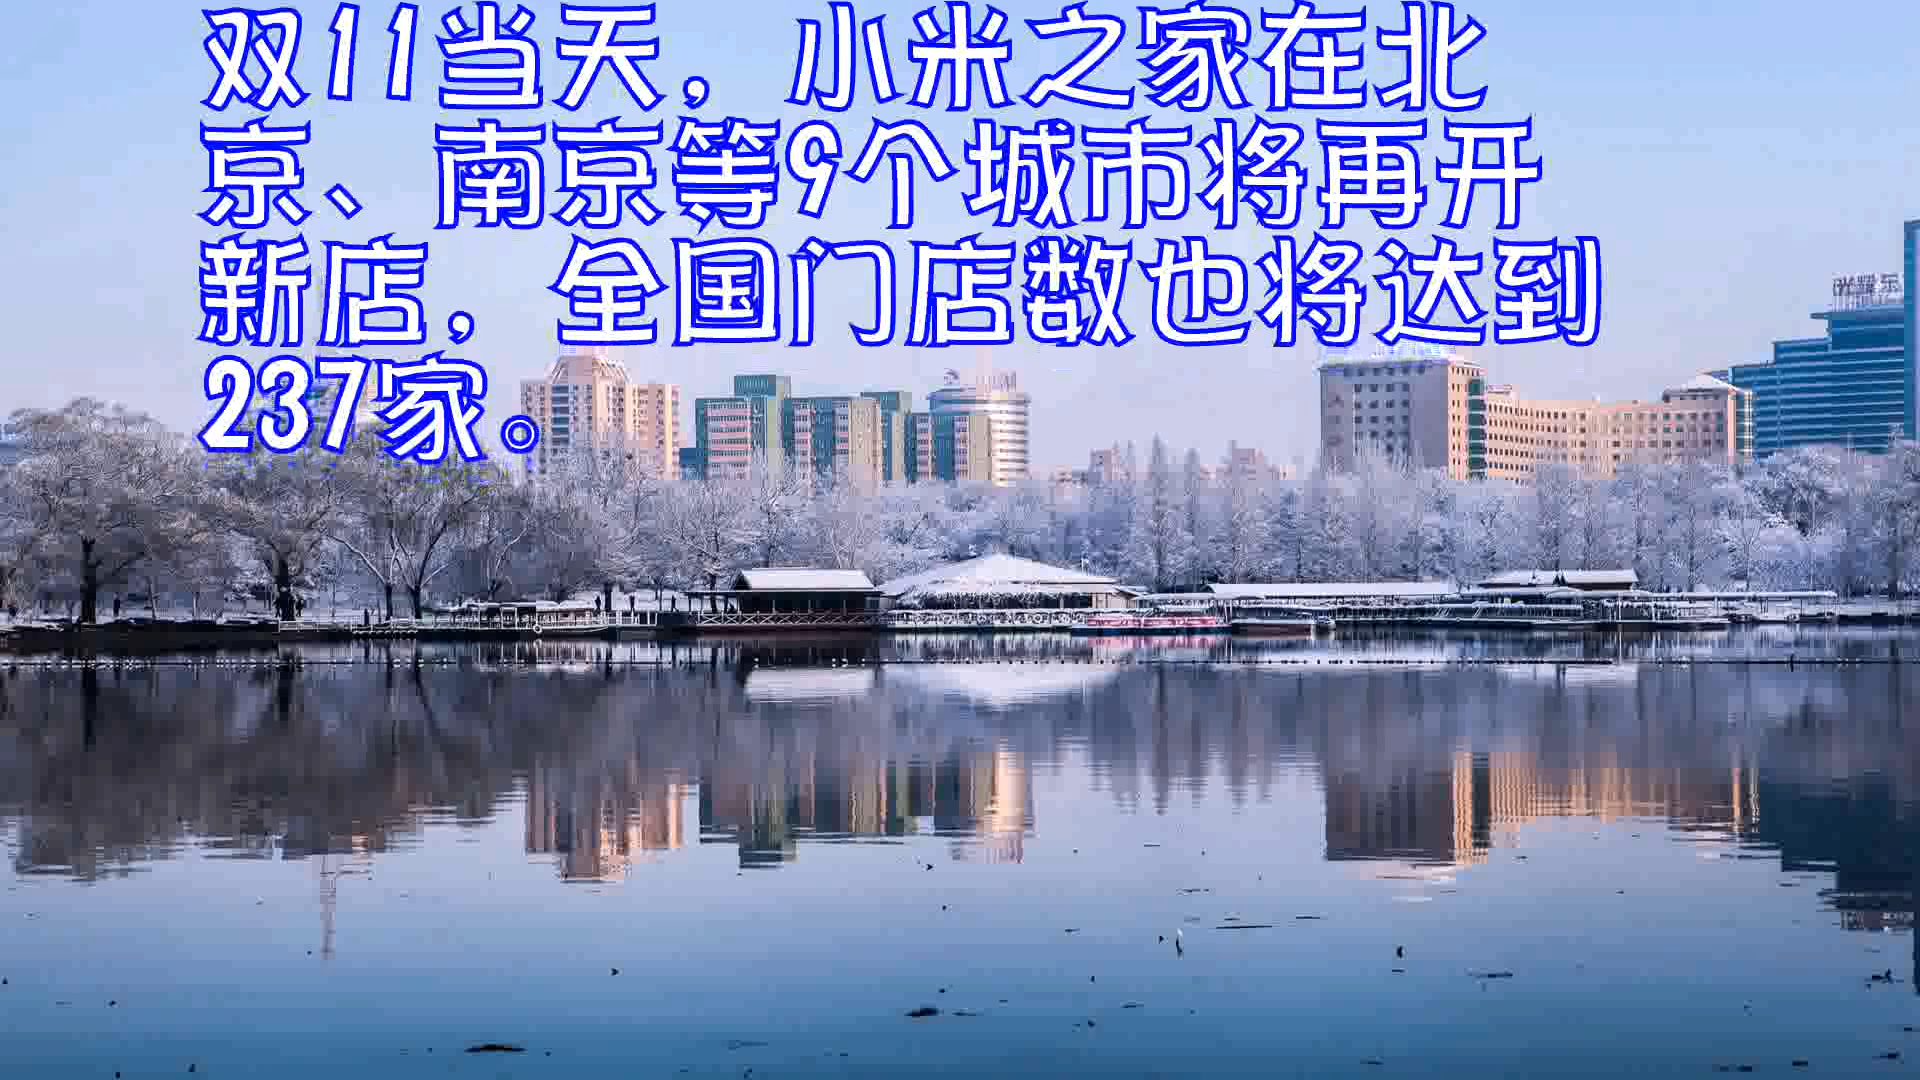 双11当天，小米之家在北
京、南京等9个城市将再开
新店，全国门店数也将达到
237家。